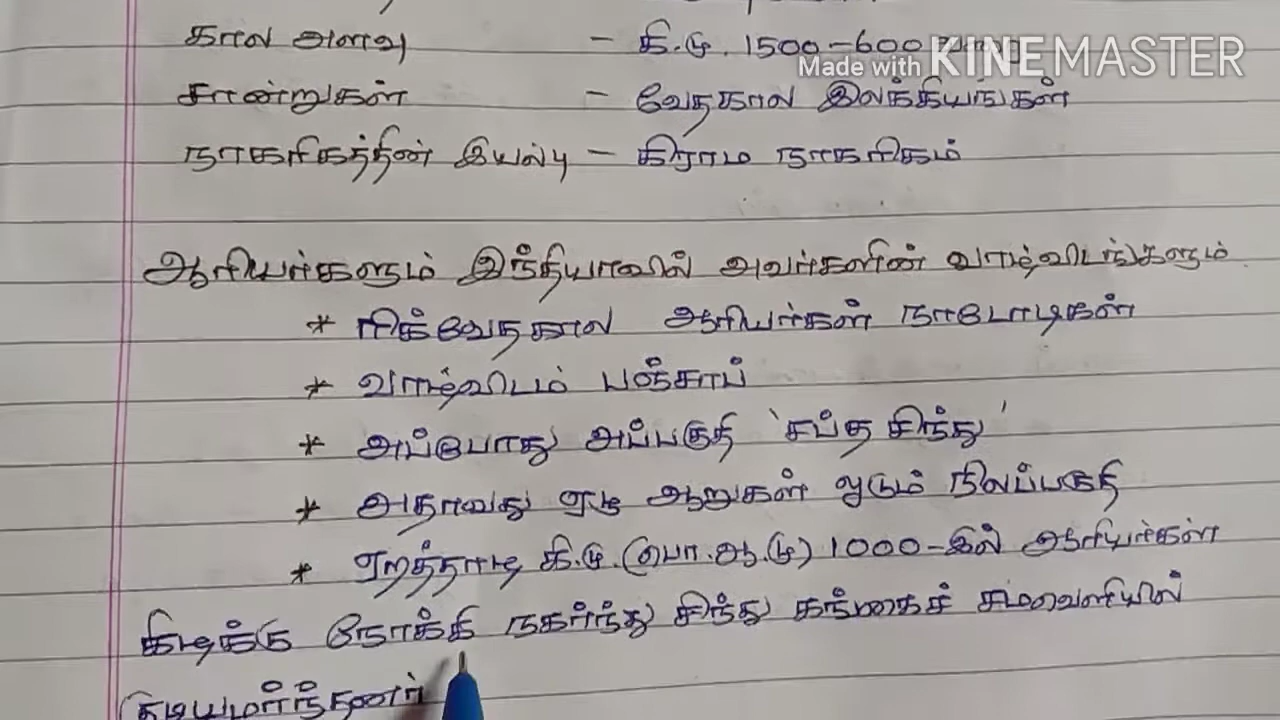 கால அளவு - கி.மு. 1500-600
Made with KINEMASTER
சான்றுகள் - வேதகால இலக்கியங்கள்
நாகரிகத்தின் இயல்பு - கிராம நாகரிகம்
ஆரியர்களும் இந்தியாவில் அவர்களின் வாழ்விடங்களும்
* ரிக்வேதகால ஆரியர்கள் நாடோடிகள்
* வாழ்விடம் பஞ்சாப்
* அப்போது அப்பகுதி 'சப்த சிந்து'
* அதாவது ஏழு ஆறுகள் ஓடும் நிலப்பகுதி
* ஏறத்தாழ கி.மு. (பொ.ஆ.மு) 1000-இல் ஆரியர்கள்
கிழக்கு நோக்கி நகர்ந்து சிந்து கங்கைச் சமவெளியில்
குடியமர்ந்தனர்